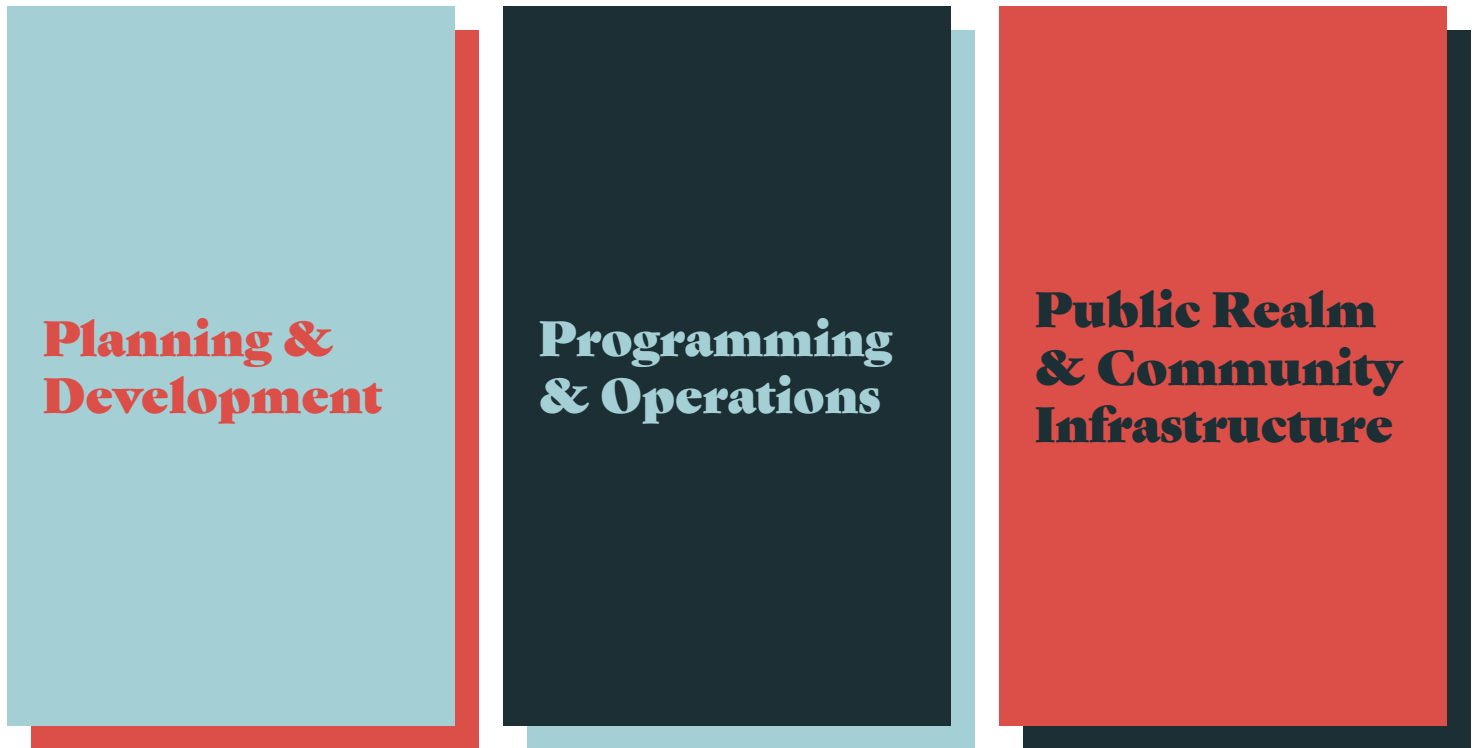 Planning &
Development
Programming
& Operations
Public Realm
& Community
Infrastructure